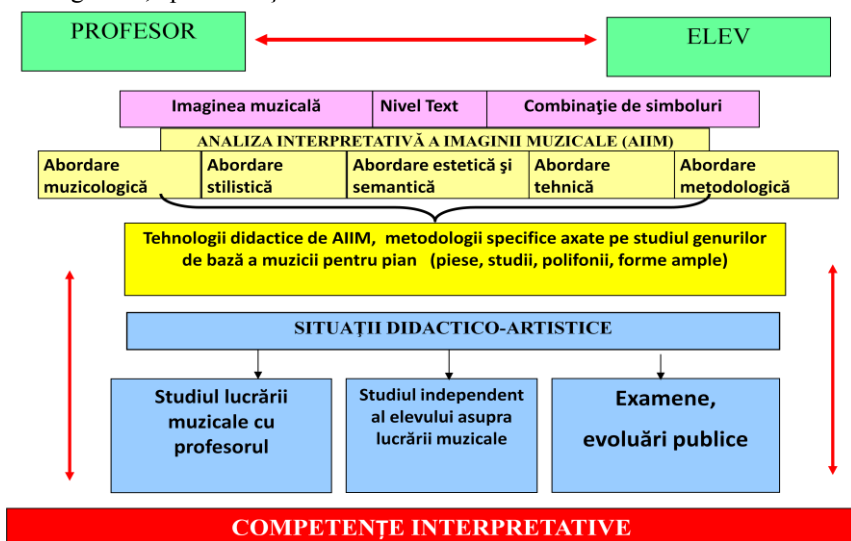 PROFESOR
ELEV
Imaginea muzicală
Nivel Text
Combinaţie de simboluri
ANALIZA INTERPRETATIVĂ A IMAGINII MUZICALE (AIIM)
Abordare
muzicologică
Abordare
stilistică
Abordare estetică şi
semantică
Abordare
tehnică
Abordare
metodologică
Tehnologii didactice de AIIM, metodologii specifice axate pe studiul genurilor
de bază a muzicii pentru pian (piese, studii, polifonii, forme ample)
SITUAŢII DIDACTICO-ARTISTICE
Studiul lucrării
muzicale cu
profesorul
Studiul independent
al elevului asupra
lucrării muzicale
Examene,
evoluări publice
COMPETENŢE INTERPRETATIVE